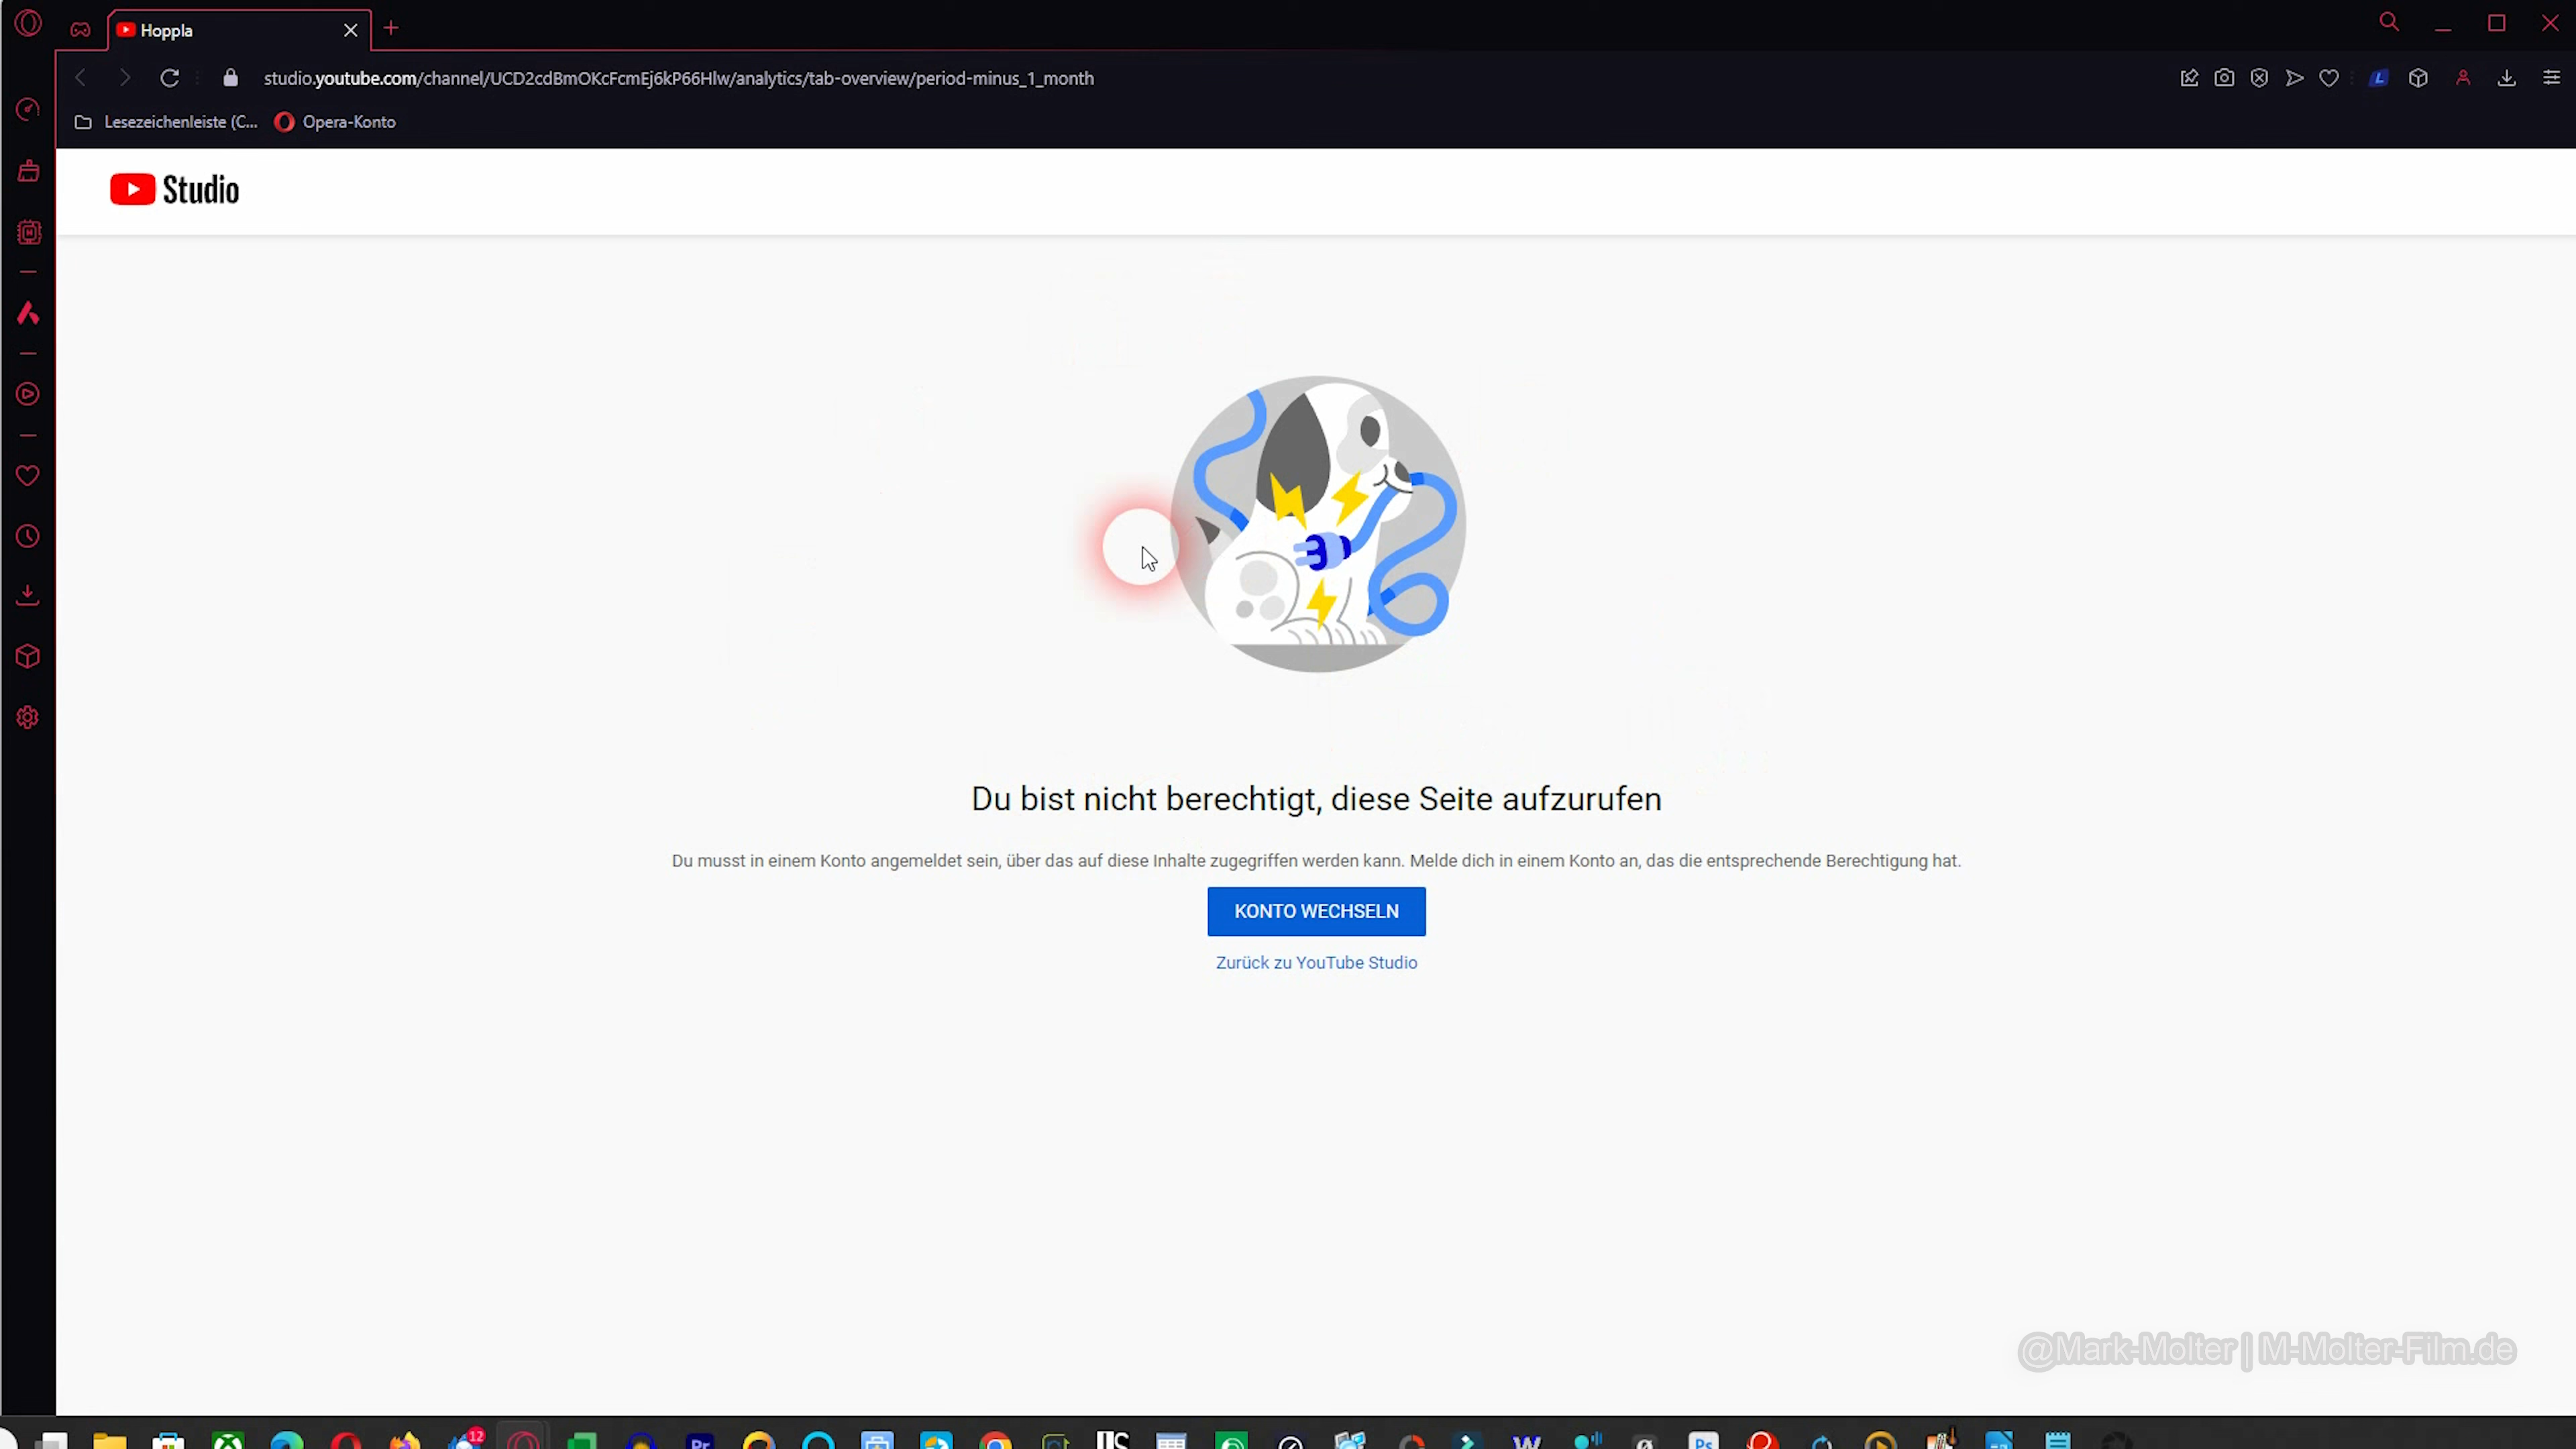 Hoppla
studio.youtube.com/channel/UCD2cdBmOKcFcmEj6kP66Hlw/analytics/tab-overview/period-minus_1_month
Lesezeichenleiste (C... Opera-Konto
Studio
Du bist nicht berechtigt, diese Seite aufzurufen
Du musst in einem Konto angemeldet sein, über das auf diese Inhalte zugegriffen werden kann. Melde dich in einem Konto an, das die entsprechende Berechtigung hat.
KONTO WECHSELN
Zurück zu YouTube Studio
@Mark-Molter | M-Molter-Film.de
12
Pr
Ps